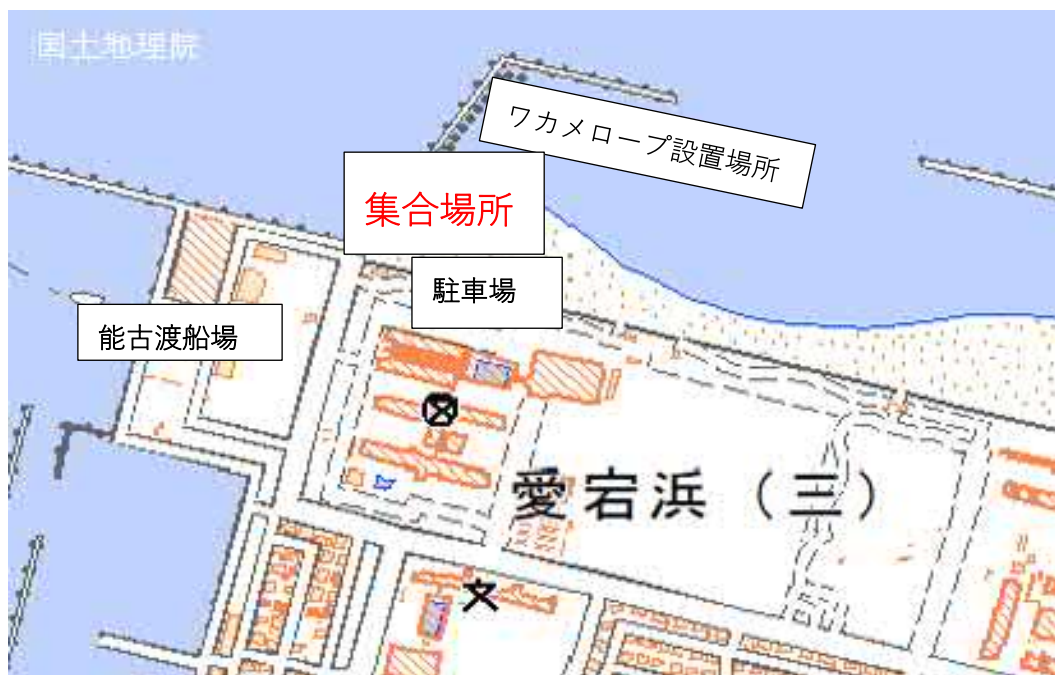 国土地理院
ワカメロープ設置場所
集合場所
駐車場
能古渡船場
愛宕浜（三）